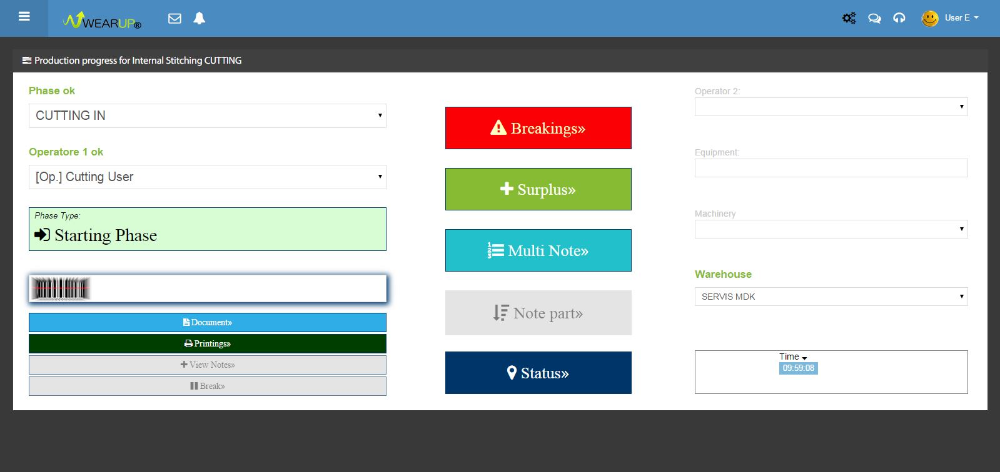 WEARUP®
User E
Production progress for Internal Stitching CUTTING
Phase ok
CUTTING IN
Operatore 1 ok
[Op.] Cutting User
Phase Type:
Starting Phase
Document»
Printings»
View Notes»
Break»
Breakings»
Surplus»
Multi Note»
Note part»
Status»
Operator 2:
Equipment:
Machinery
Warehouse
SERVIS MDK
Time
09:59:08